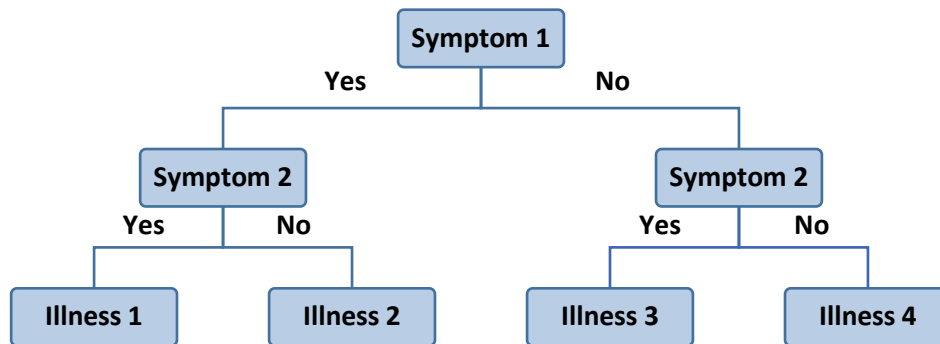 Symptom 1
Yes No
Symptom 2 Symptom 2
Yes No Yes No
Illness 1 Illness 2 Illness 3 Illness 4